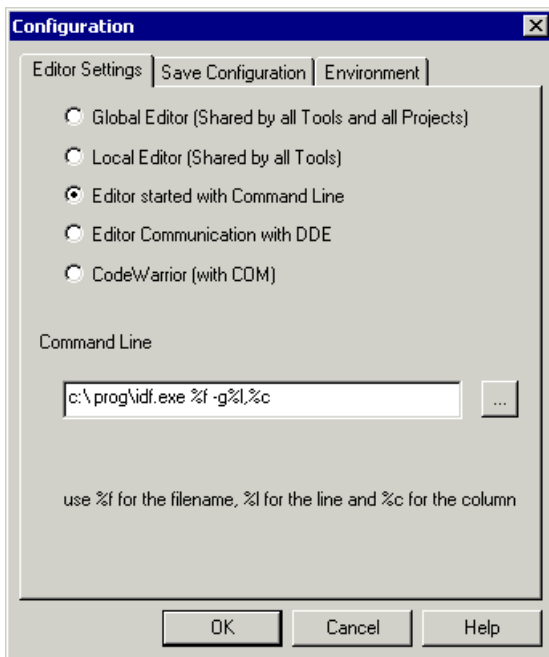 Configuration
Editor Settings Save Configuration Environment
Global Editor (Shared by all Tools and all Projects)
Local Editor (Shared by all Tools)
Editor started with Command Line
Editor Communication with DDE
CodeWarrior (with COM)
Command Line
c:\ prog\idf.exe %f -g%l,%c
...
use %f for the filename, %l for the line and %c for the column
OK Cancel Help